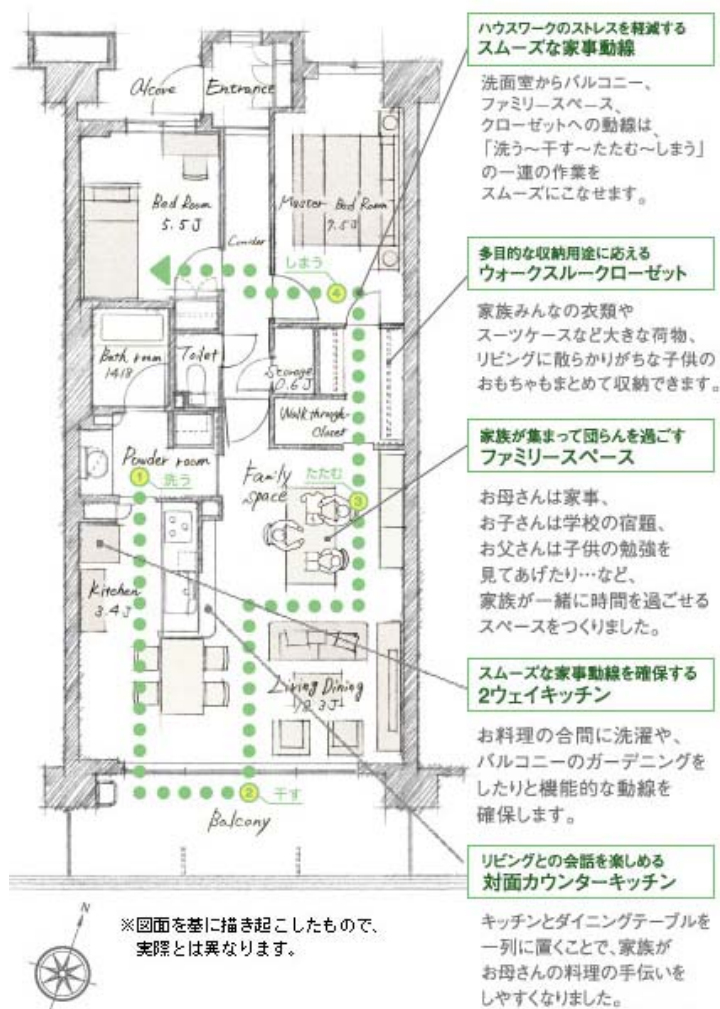 Alcove
Entrance
Bed Room
5.5J
Master Bed Room
7.5J
しまう
4
Bath room
1418
Toilet
Storage
0.6J
Walk through
Closet
Powder room
1
洗う
Family
space
たたむ
3
Kitchen
3.4J
Living Dining
2
干す
Balcony
N
※図面を基に描き起こしたもので、
実際とは異なります。
ハウスワークのストレスを軽減する
スムーズな家事動線
洗面室からバルコニー、
ファミリースペース、
クローゼットへの動線は、
「洗う～干す～たたむ～しまう」
の一連の作業を
スムーズにこなせます。
多目的な収納用途に応える
ウォークスルークローゼット
家族みんなの衣類や
スーツケースなど大きな荷物、
リビングに散らかりがちな子供の
おもちゃもまとめて収納できます。
家族が集まって団らんを過ごす
ファミリースペース
お母さんは家事、
お子さんは学校の宿題、
お父さんは子供の勉強を
見てあげたり…など、
家族が一緒に時間を過ごせる
スペースをつくりました。
スムーズな家事動線を確保する
2ウェイキッチン
お料理の合間に洗濯や、
バルコニーのガーデニングを
したりと機能的な動線を
確保します。
リビングとの会話を楽しめる
対面カウンターキッチン
キッチンとダイニングテーブルを
一列に置くことで、家族が
お母さんの料理の手伝いを
しやすくなりました。